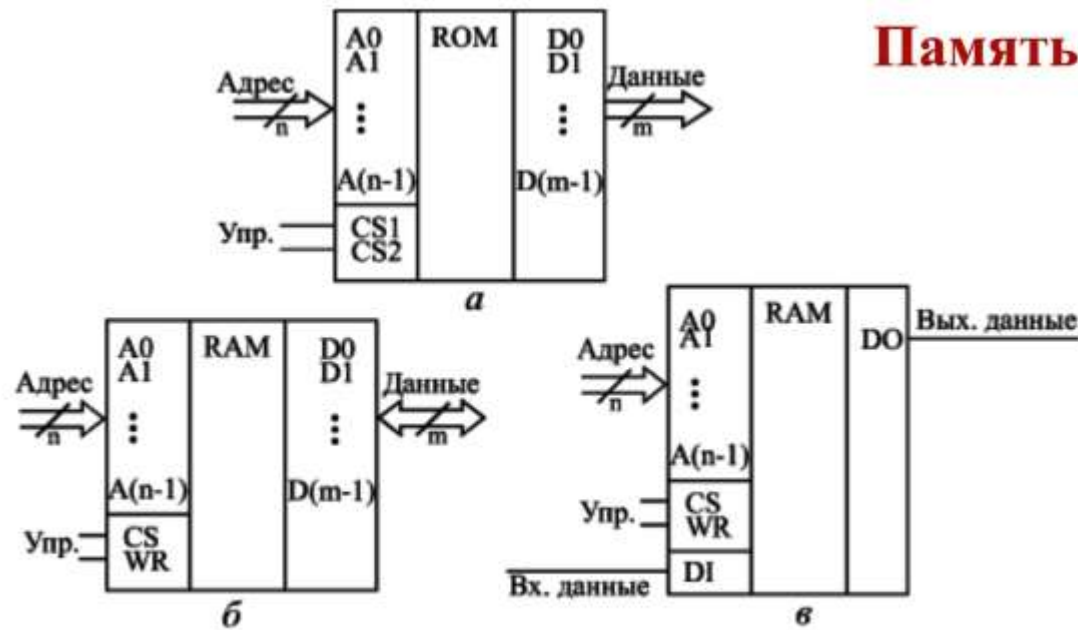 Память
A0 ROM D0
A1 D1
Адрес Данные
n m
A(n-1) D(m-1)
Упр. CS1
CS2
а
A0 RAM D0
A1 D1
Адрес Данные
n m
A(n-1) D(m-1)
Упр. CS
WR
б
A0 RAM
A1 DO Вых. данные
Адрес
n
A(n-1)
Упр. CS
WR
Вх. данные DI
в